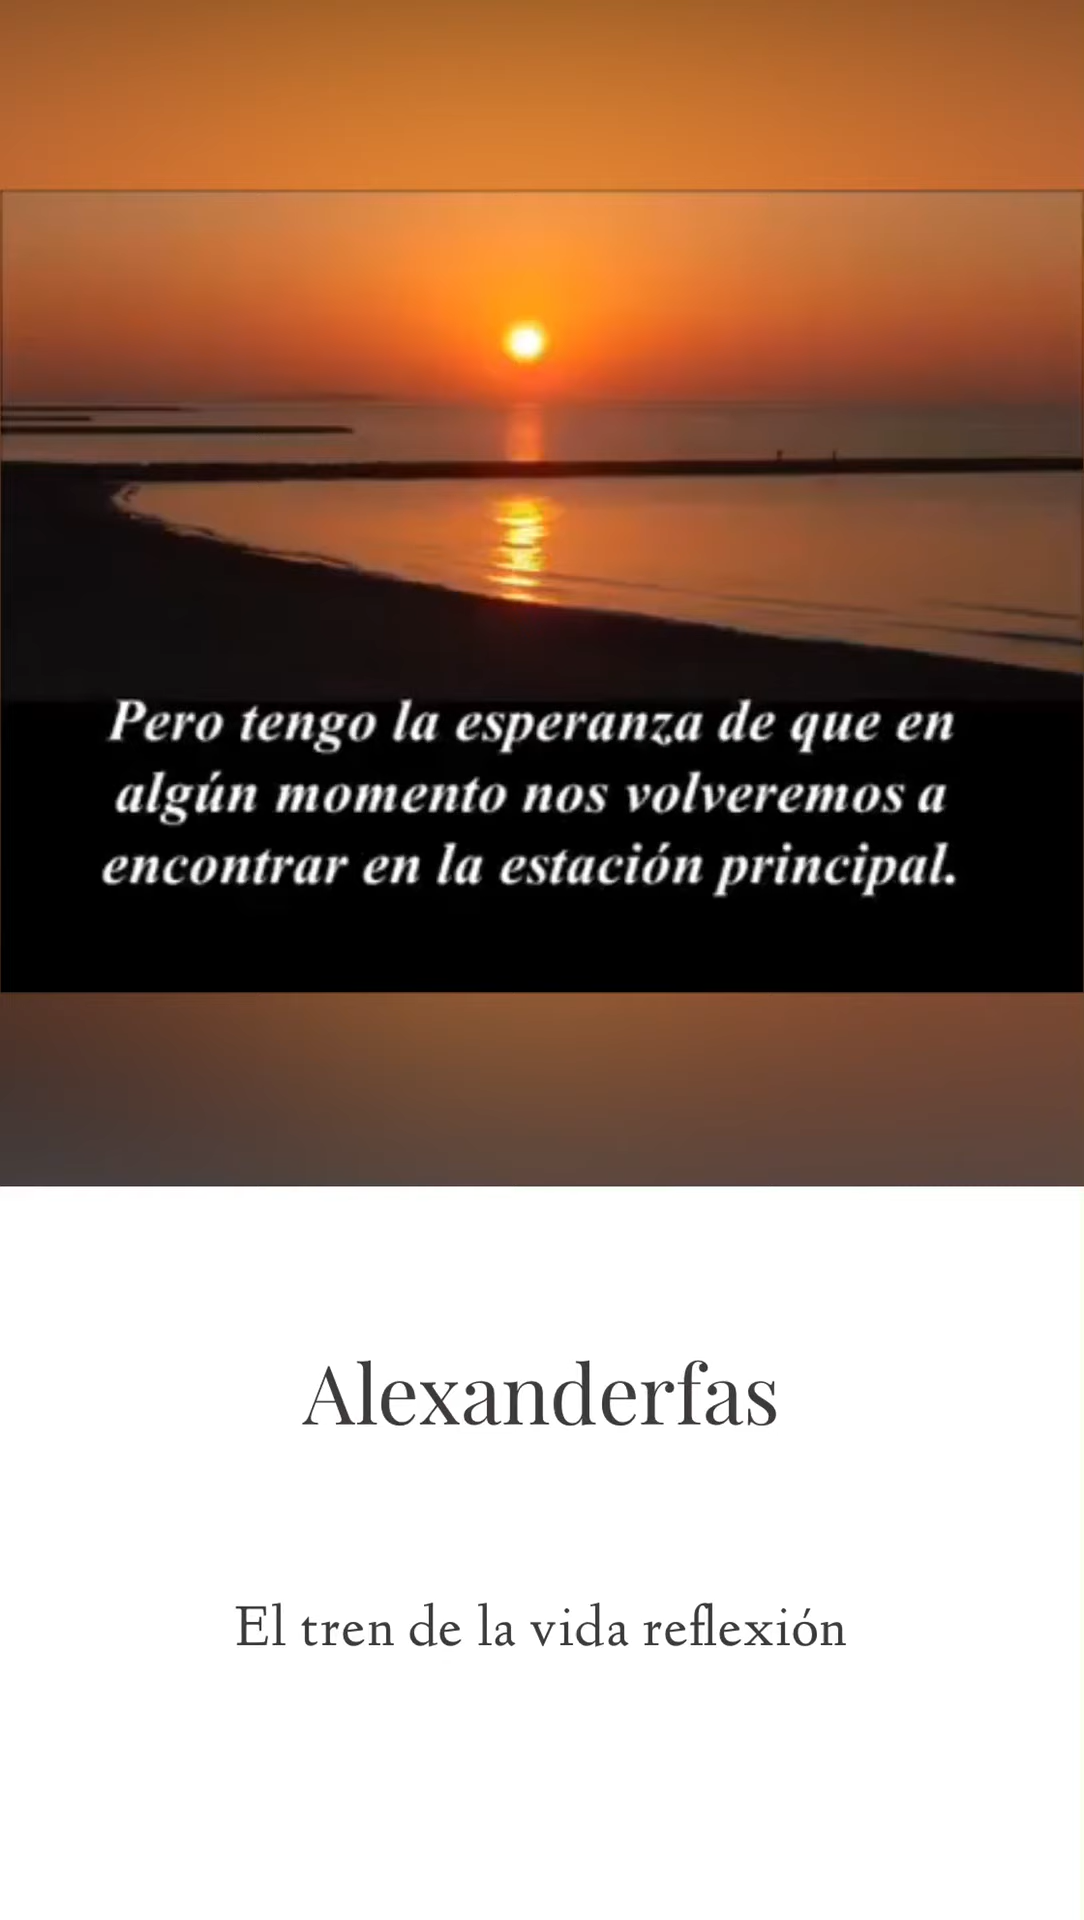 Pero tengo la esperanza de que en
algún momento nos volveremos a
encontrar en la estación principal.
Alexanderfas
El tren de la vida reflexión